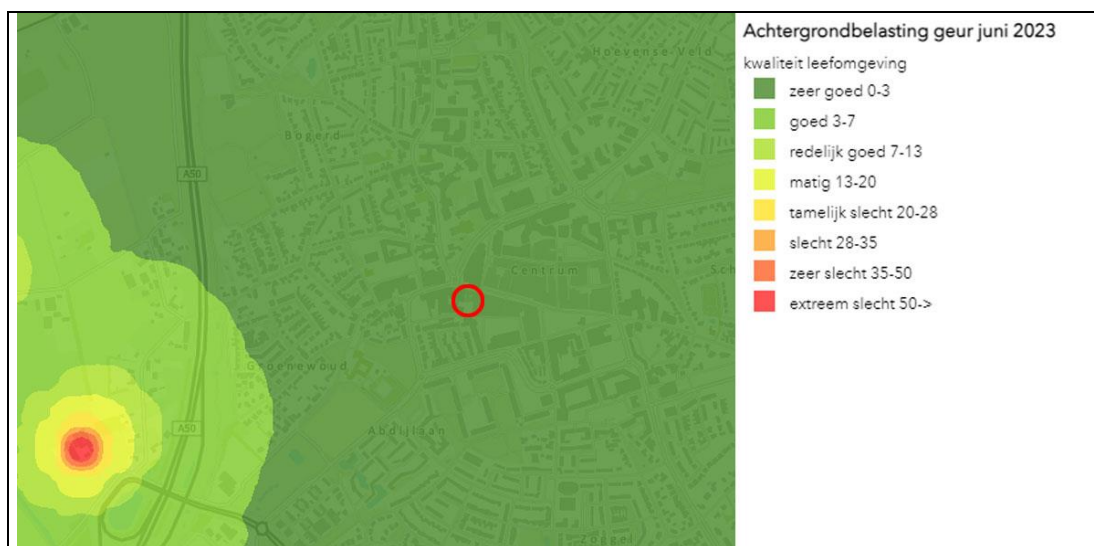 Achtergrondbelasting geur juni 2023
kwaliteit leefomgeving
zeer goed 0-3
goed 3-7
redelijk goed 7-13
matig 13-20
tamelijk slecht 20-28
slecht 28-35
zeer slecht 35-50
extreem slecht 50->
Hoevense Veld
Bogerd
A50
Centrum
Sch
Groenewoud
A50
Abdijlaan
Zoggel